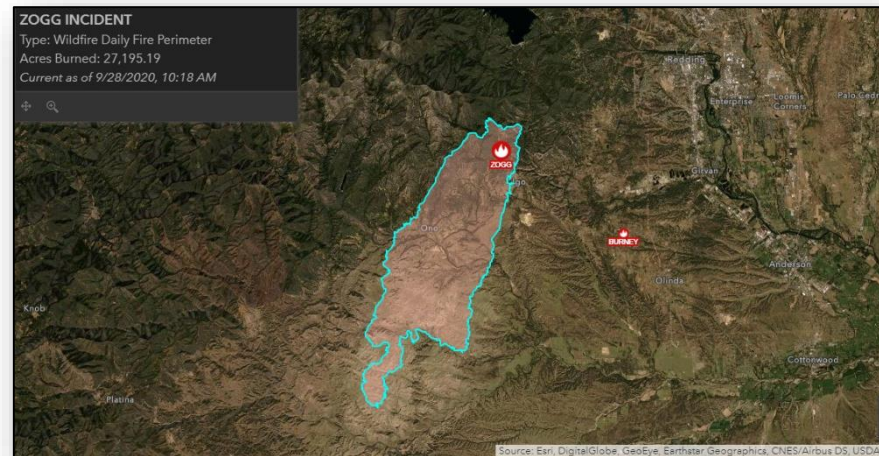 ZOGG INCIDENT
Type: Wildfire Daily Fire Perimeter
Acres Burned: 27,195.19
Current as of 9/28/2020, 10:18 AM
Redding
Enterprise
Loomis
Corners
Palo Cedr
ZOGG
Igo
Girvan
Ono
BURNEY
Anderson
Olinda
Knob
Cottonwood
Platina
Source: Esri, DigitalGlobe, GeoEye, Earthstar Geographics, CNES/Airbus DS, USDA